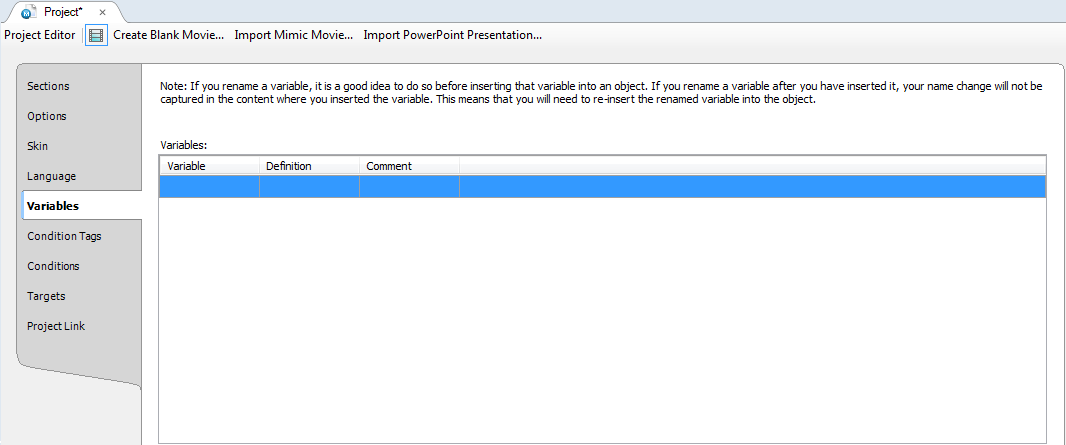 Project*
Project Editor Create Blank Movie... Import Mimic Movie... Import PowerPoint Presentation...
Sections
Options
Skin
Language
Variables
Condition Tags
Conditions
Targets
Project Link
Note: If you rename a variable, it is a good idea to do so before inserting that variable into an object. If you rename a variable after you have inserted it, your name change will not be
captured in the content where you inserted the variable. This means that you will need to re-insert the renamed variable into the object.
Variables:
Variable Definition Comment